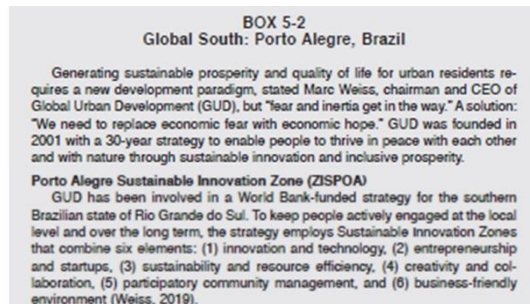 BOX 5-2
Global South: Porto Alegre, Brazil
Generating sustainable prosperity and quality of life for urban residents re-
quires a new development paradigm, stated Marc Weiss, chairman and CEO of
Global Urban Development (GUD), but "fear and inertia get in the way." A solution:
"We need to replace economic fear with economic hope." GUD was founded in
2001 with a 30-year strategy to enable people to thrive in peace with each other
and with nature through sustainable innovation and inclusive prosperity.
Porto Alegre Sustainable Innovation Zone (ZISPOA)
GUD has been involved in a World Bank-funded strategy for the southern
Brazilian state of Rio Grande do Sul. To keep people actively engaged at the local
level and over the long term, the strategy employs Sustainable Innovation Zones
that combine six elements: (1) innovation and technology, (2) entrepreneurship
and startups, (3) sustainability and resource efficiency, (4) creativity and col-
laboration, (5) participatory community management, and (6) business-friendly
environment (Weiss, 2019).